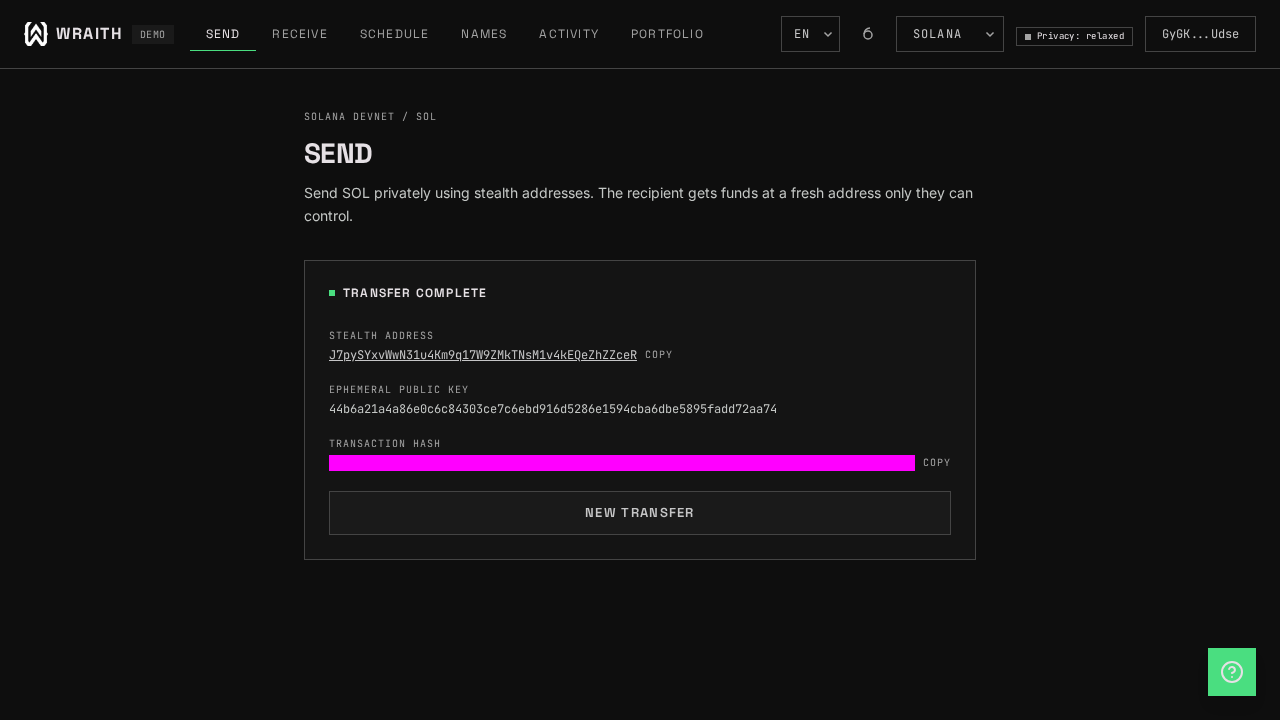 WRAITH DEMO SEND RECEIVE SCHEDULE NAMES ACTIVITY PORTFOLIO EN SOLANA Privacy: relaxed GyGK...Udse
SOLANA DEVNET / SOL
SEND
Send SOL privately using stealth addresses. The recipient gets funds at a fresh address only they can
control.
TRANSFER COMPLETE
STEALTH ADDRESS
J7pySYxvWwN31u4Km9q17W9ZMkTNsM1v4kEQeZhZZceR COPY
EPHEMERAL PUBLIC KEY
44b6a21a4a86e0c6c84303ce7c6ebd916d5286e1594cba6dbe5895fadd72aa74
TRANSACTION HASH
COPY
NEW TRANSFER